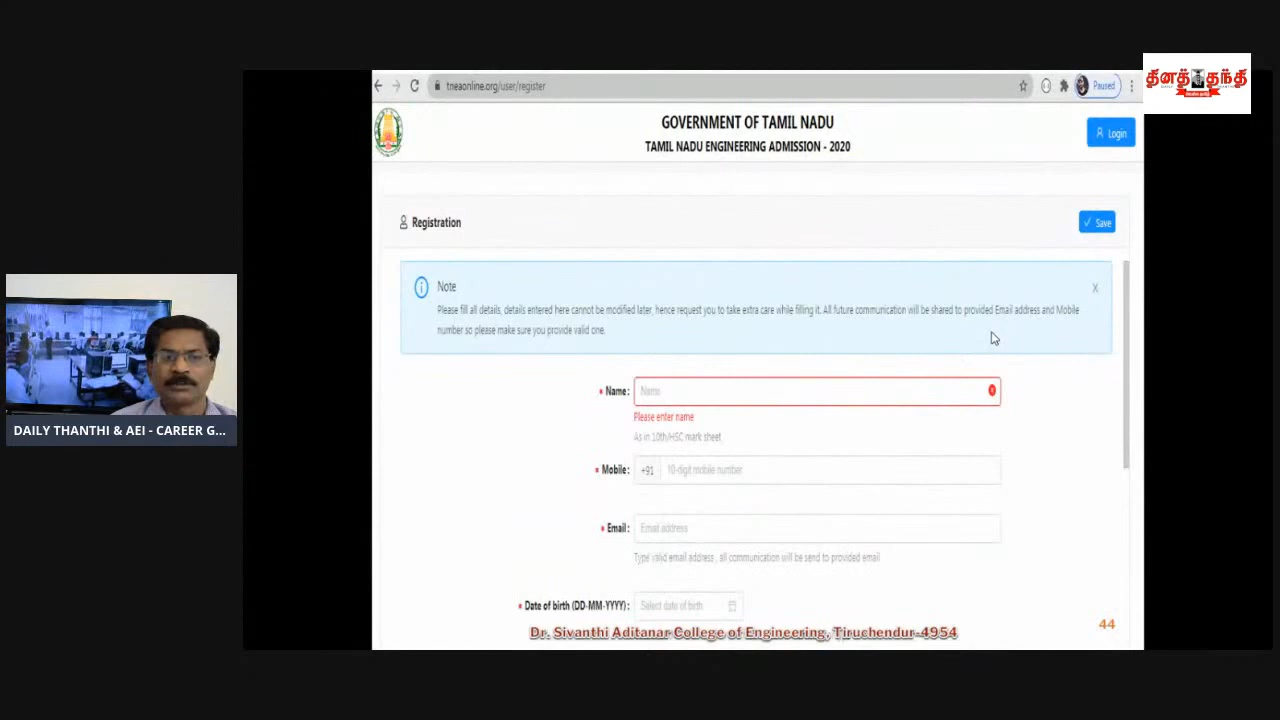 தினத்தந்தி
tneaonline.org/user/register
Paused
GOVERNMENT OF TAMIL NADU
TAMIL NADU ENGINEERING ADMISSION - 2020
Login
Registration
Save
Note
Please fill all details, details entered here cannot be modified later, hence request you to take extra care while filling it. All future communication will be shared to provided Email address and Mobile
number so please make sure you provide valid one.
X
* Name:
Name
Please enter name
As in 10th/HSC mark sheet
* Mobile:
+91
10-digit mobile number
* Email:
Email address
Type valid email address , all communication will be send to provided email
* Date of birth (DD-MM-YYYY):
Select date of birth
Dr. Sivanthi Aditanar College of Engineering, Tiruchendur-4954
44
DAILY THANTHI & AEI - CAREER G...